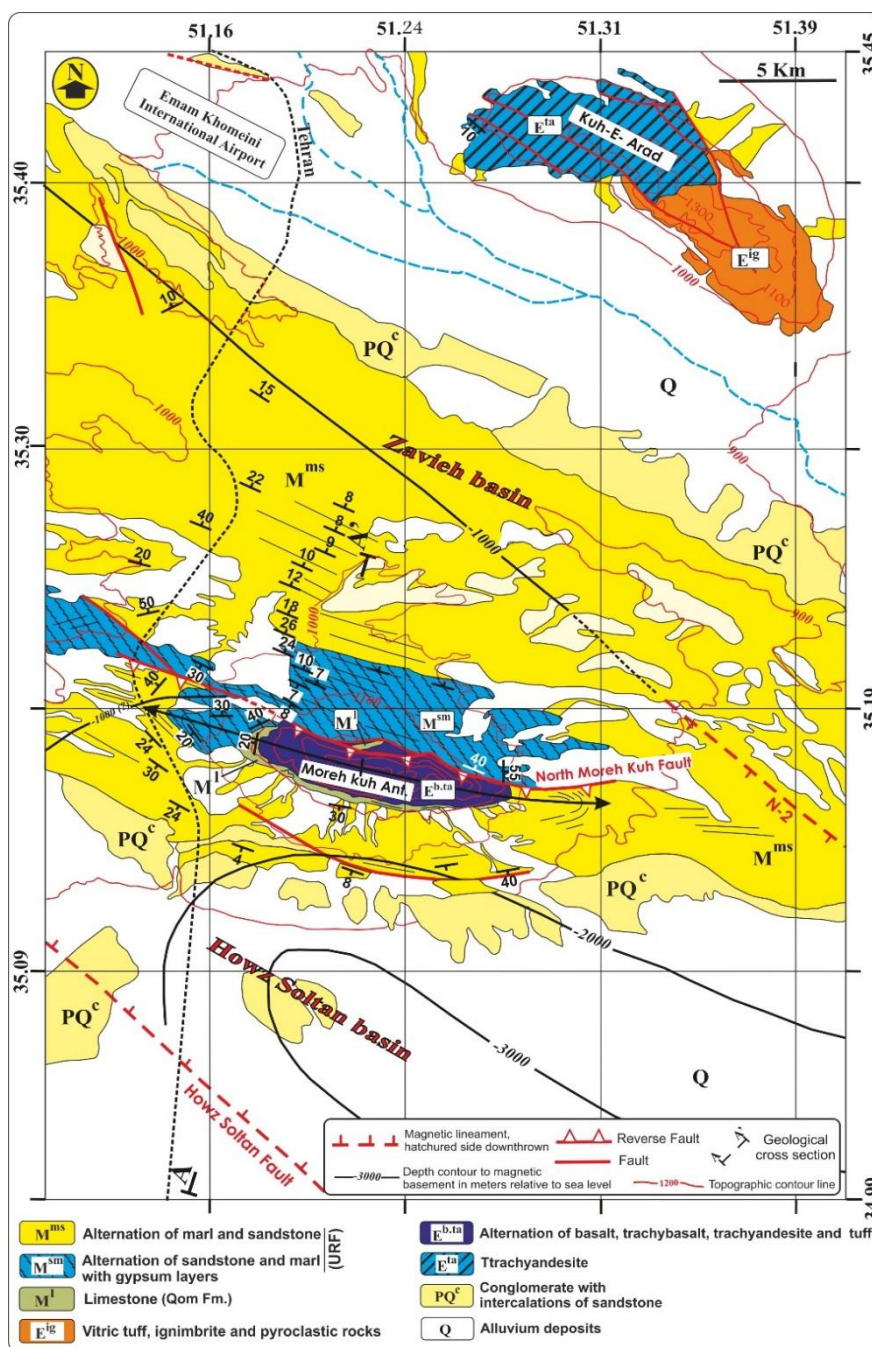 51.16 51.24 51.31 51.39
35.45
5 Km
N
Emam Khomeini
International Airport
Tehran
E^ta
Kuh-E- Arad
10
35.40
1300
1000
E^ig
1000
1100
10
PQ^c
Q
15
1000
35.30
Zavieh basin
900
22
M^ms
8
40
8
A'
9
-1000
PQ^c
20
10
12
50
18
1000
900
26
24
40
30
10
7
35.19
-1000 (?)
30
7
1100
M^l
M^sm
40
8
20
20
40
55
24
North Moreh Kuh Fault
30
M^l
Moreh Kuh Ant.
E^b.ta
N-2
24
30
PQ^c
M^ms
4
8
40
PQ^c
-2000
35.09
Howz Soltan basin
PQ^c
-3000
Q
Howz Soltan Fault
A
Magnetic lineament,
hatchured side downthrown
Reverse Fault
Fault
A A'
Geological
cross section
-3000
Depth contour to magnetic
basement in meters relative to sea level
1200
Topographic contour line
M^ms Alternation of marl and sandstone
(URF)
M^sm Alternation of sandstone and marl
with gypsum layers
M^l Limestone (Qom Fm.)
E^ig Vitric tuff, ignimbrite and pyroclastic rocks
E^b.ta Alternation of basalt, trachybasalt, trachyandesite and tuff
E^ta Ttrachyandesite
PQ^c Conglomerate with
intercalations of sandstone
Q Alluvium deposits